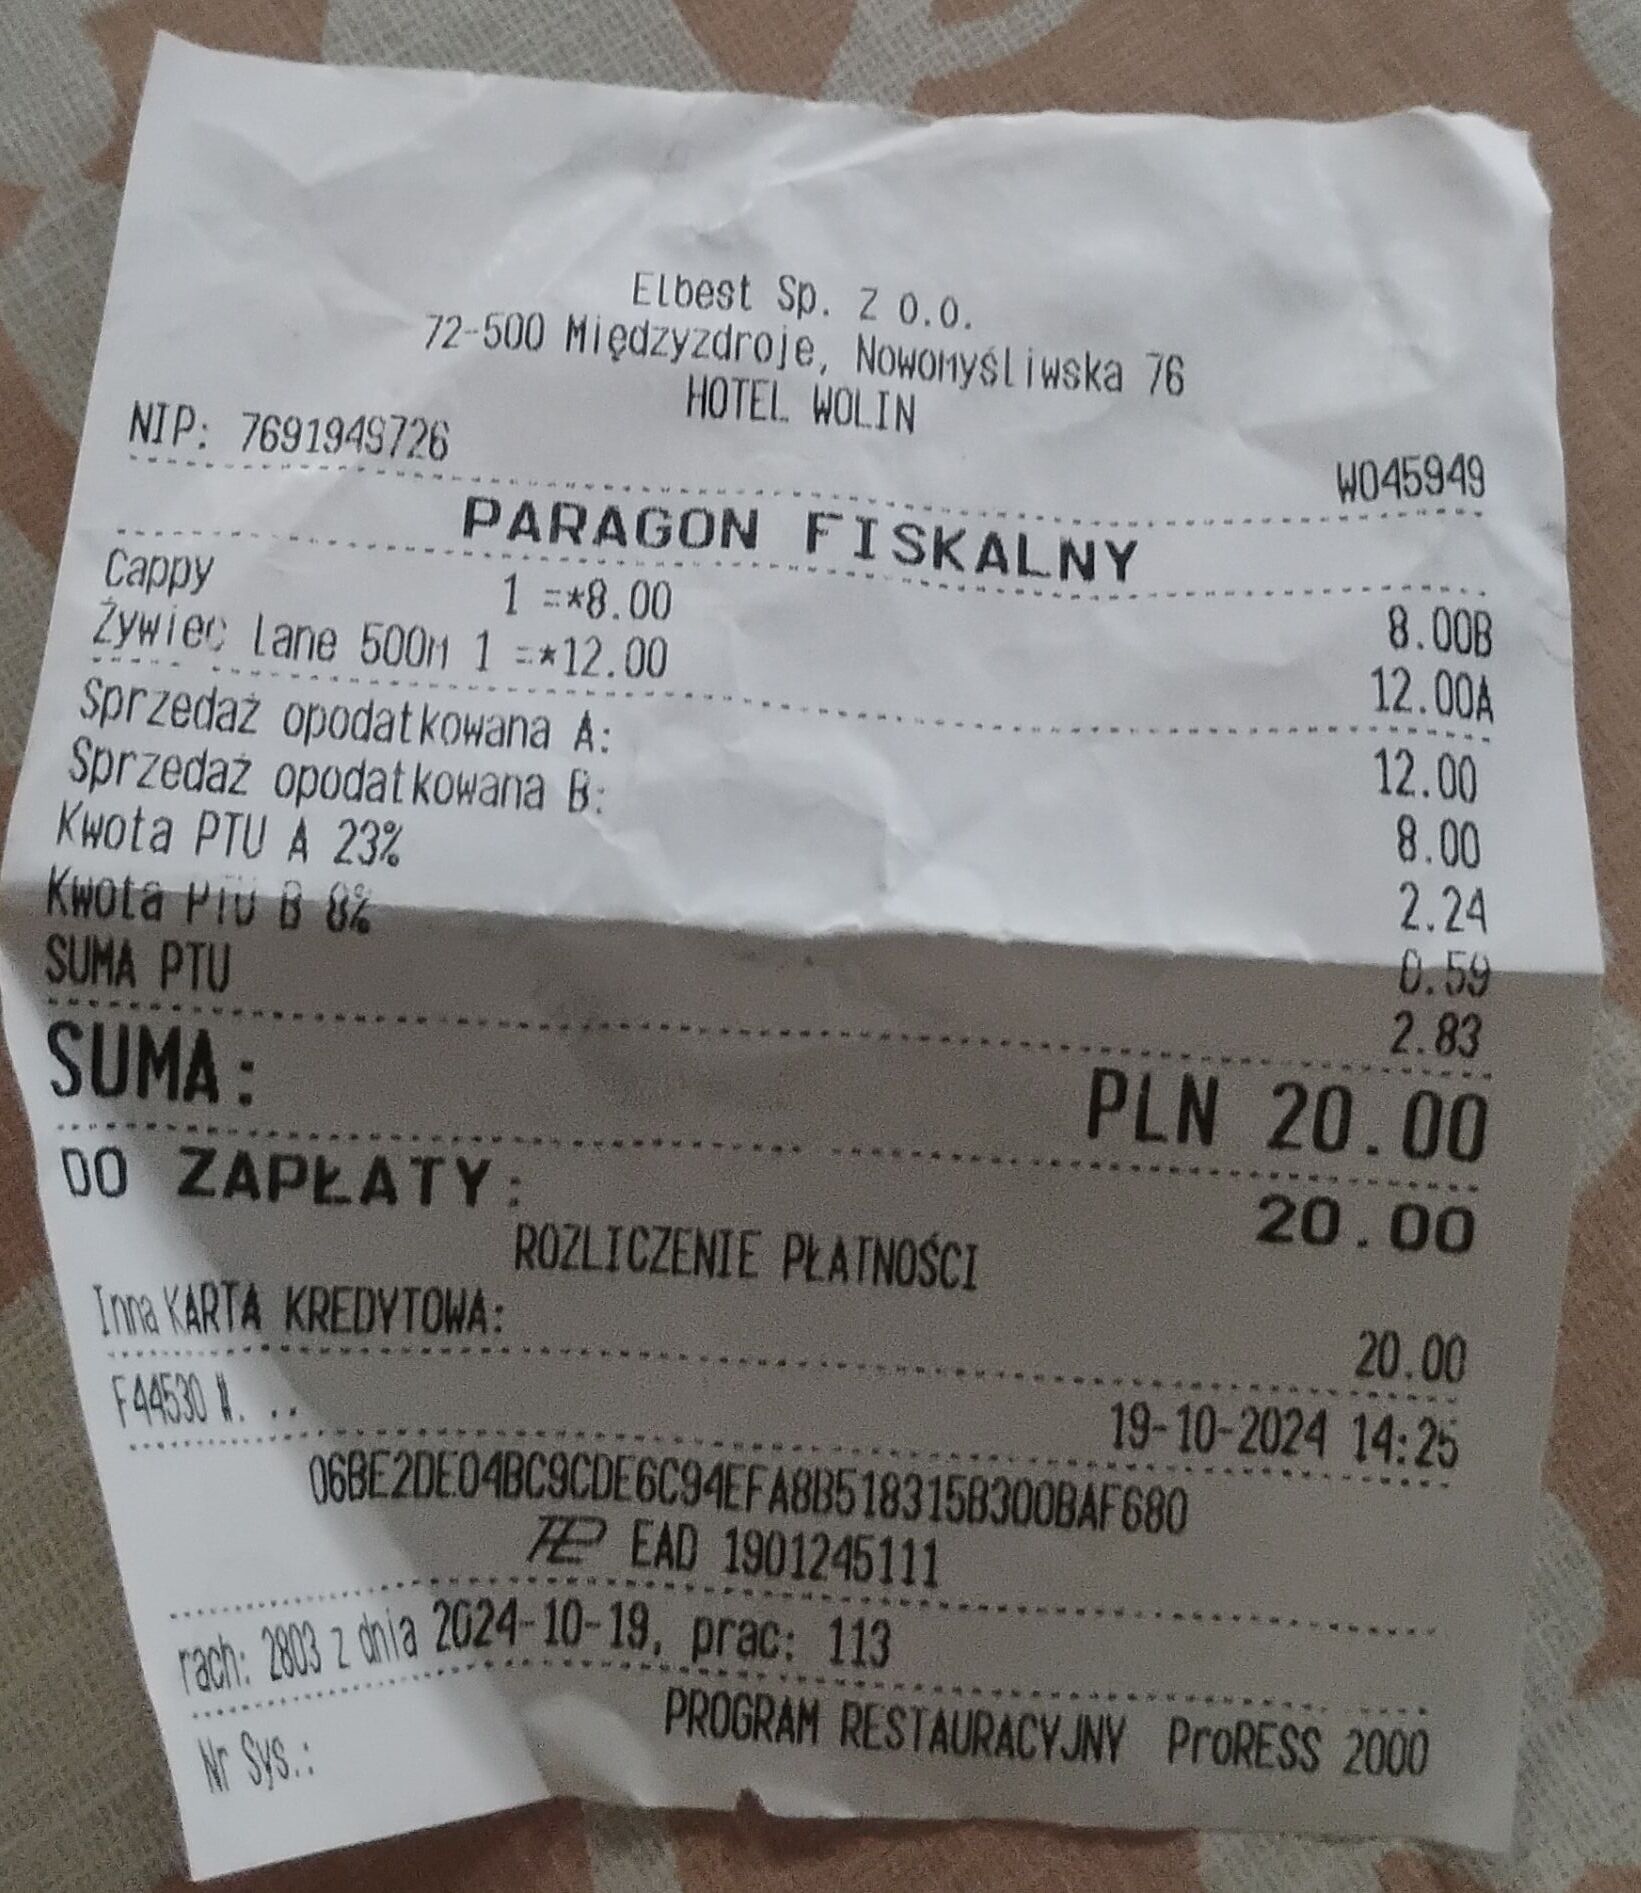 Elbest Sp. z o.o.
72-500 Międzyzdroje, Nowomyśliwska 76
HOTEL WOLIN
NIP: 7691949726 W045949
PARAGON FISKALNY
Cappy 1 =*8.00 8.00B
Żywiec Lane 500m 1 =*12.00 12.00A
Sprzedaż opodatkowana A: 12.00
Sprzedaż opodatkowana B: 8.00
Kwota PTU A 23% 2.24
Kwota PTU B 8% 0.59
SUMA PTU 2.83
SUMA: PLN 20.00
DO ZAPŁATY: 20.00
ROZLICZENIE PŁATNOŚCI
Inna KARTA KREDYTOWA: 20.00
F44530 19-10-2024 14:25
06BE2DE04BC9CDE6C94EFA8B518315B300BAF680
EAD 1901245111
rach: 2803 z dnia 2024-10-19, prac: 113
PROGRAM RESTAURACYJNY ProRESS 2000
Nr Sys.: